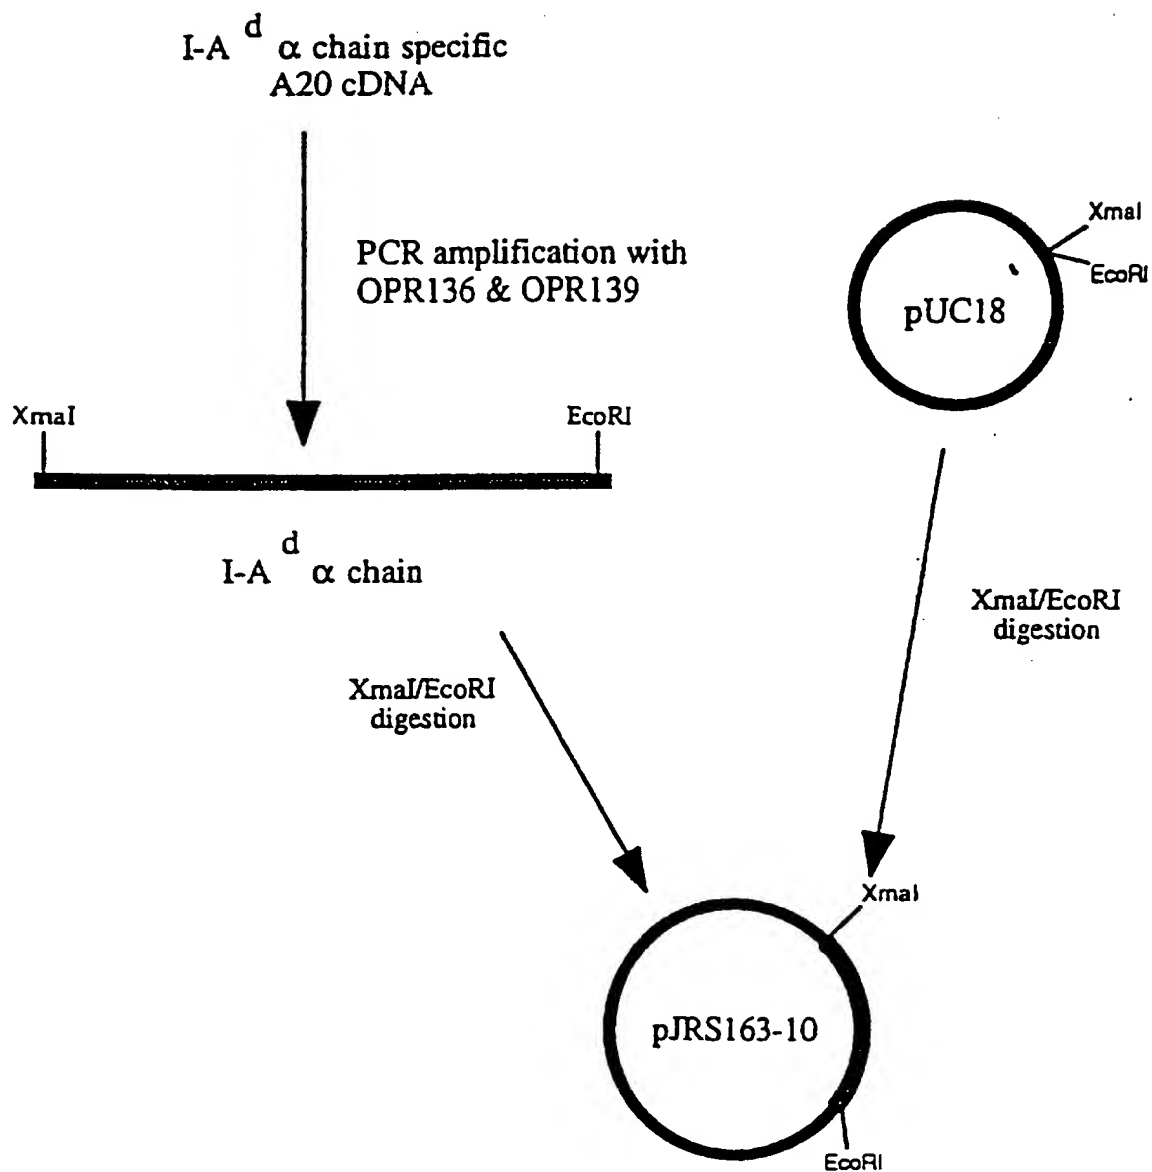 I-A d α chain specific
A20 cDNA
PCR amplification with
OPR136 & OPR139
XmaI
EcoRI
pUC18
XmaI
EcoRI
I-A d α chain
XmaI/EcoRI
digestion
XmaI/EcoRI
digestion
XmaI
pJRS163-10
EcoRI